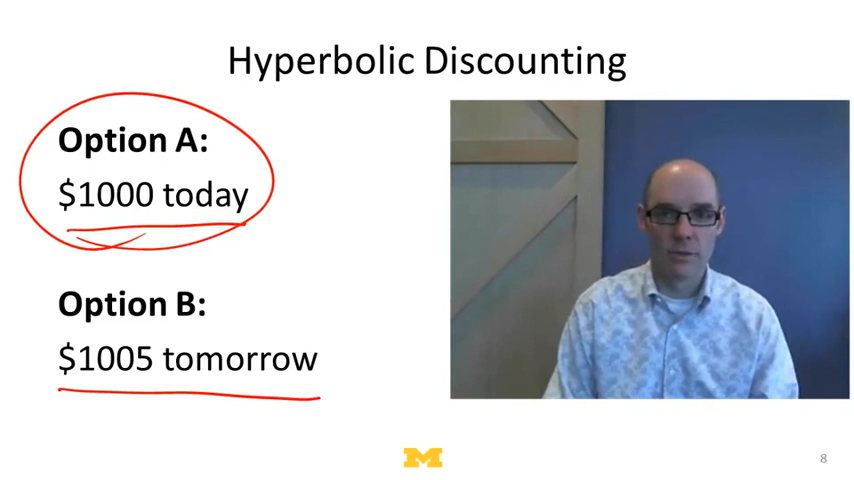 Hyperbolic Discounting
Option A:
$1000 today
Option B:
$1005 tomorrow
M
8